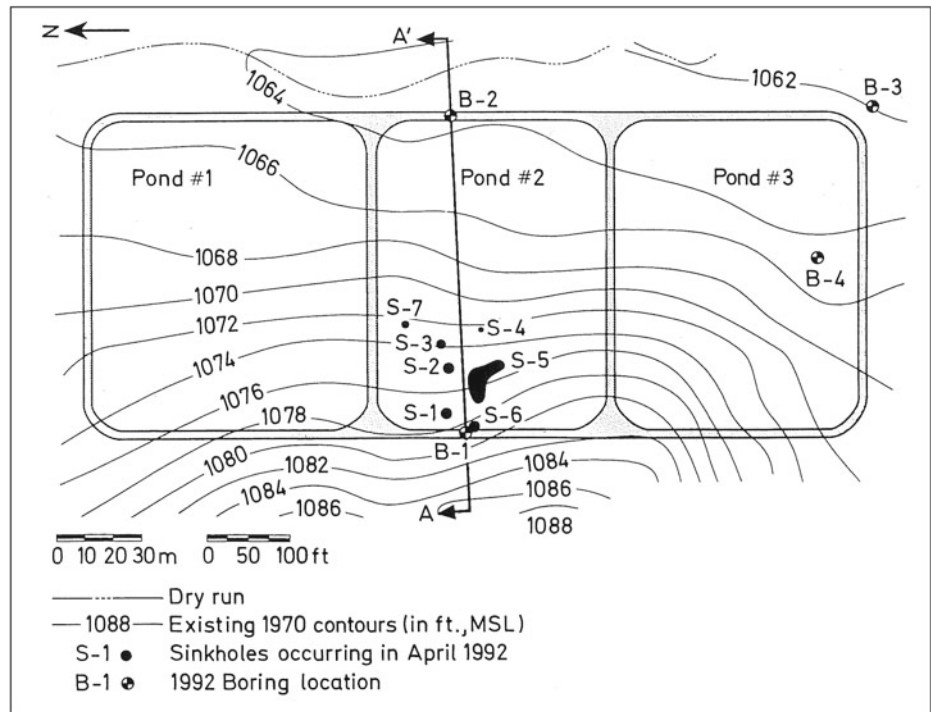 N
A'
B-2
1062
B-3
1064
1066
Pond #1
Pond #2
Pond #3
1068
B-4
1070
S-7
1072
S-4
S-3
1074
S-2
S-5
1076
S-1
1078
S-6
B-1
1080
1082
1084
1084
1086
1086
A
1088
0 10 20 30 m
0 50 100 ft
Dry run
1088 Existing 1970 contours (in ft., MSL)
S-1 Sinkholes occurring in April 1992
B-1 1992 Boring location